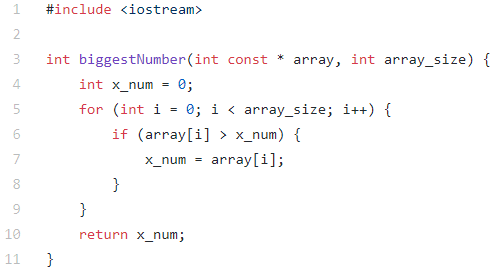 1 #include <iostream>
2
3 int biggestNumber(int const * array, int array_size) {
4     int x_num = 0;
5     for (int i = 0; i < array_size; i++) {
6         if (array[i] > x_num) {
7             x_num = array[i];
8         }
9     }
10     return x_num;
11 }